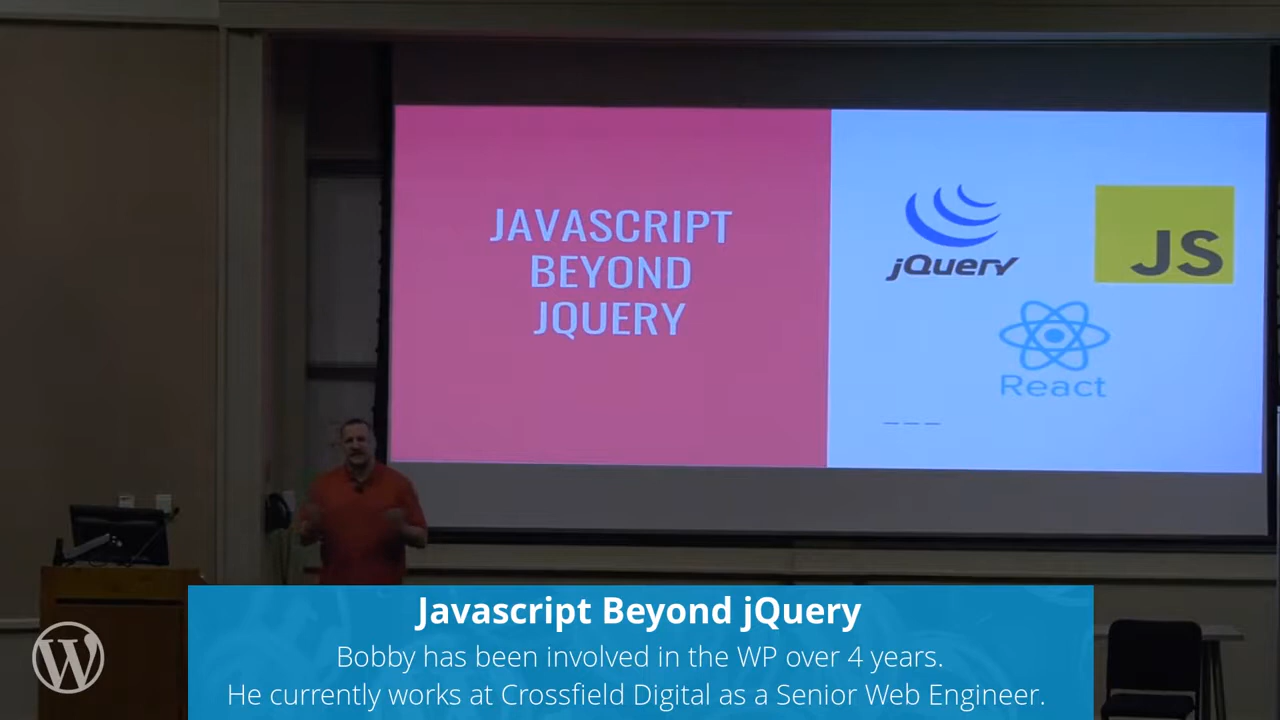 JAVASCRIPT
BEYOND
JQUERY
jQuery
JS
React
Javascript Beyond jQuery
Bobby has been involved in the WP over 4 years.
He currently works at Crossfield Digital as a Senior Web Engineer.
W